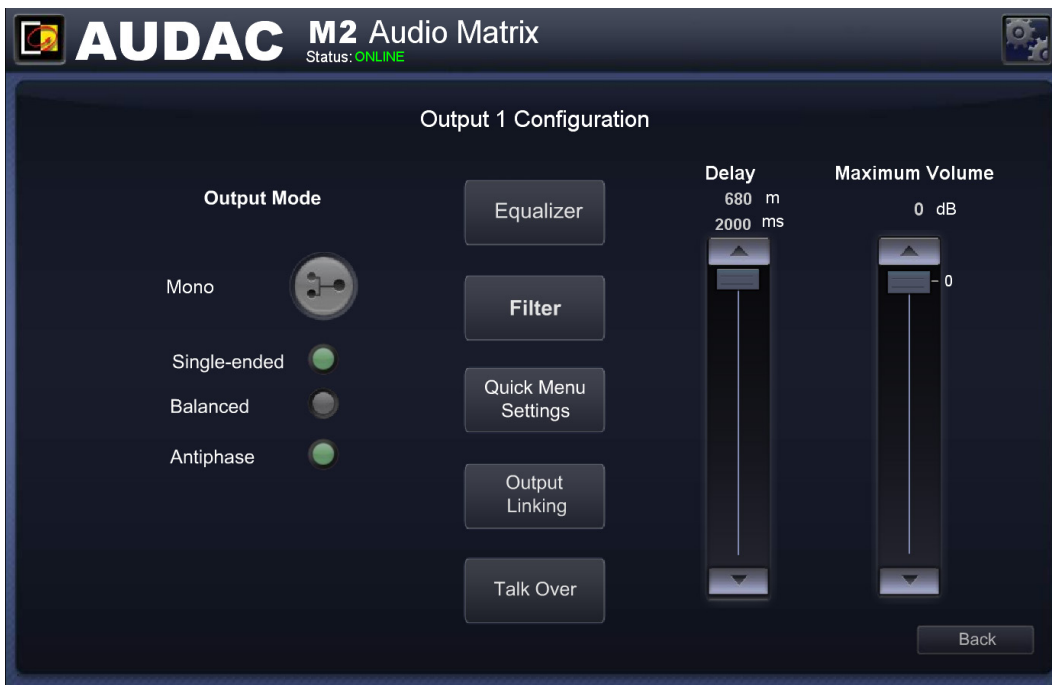 AUDAC
M2 Audio Matrix
Status: ONLINE
Output 1 Configuration
Output Mode
Mono
Single-ended
Balanced
Antiphase
Equalizer
Filter
Quick Menu
Settings
Output
Linking
Talk Over
Delay
680 m
2000 ms
Maximum Volume
0 dB
0
Back